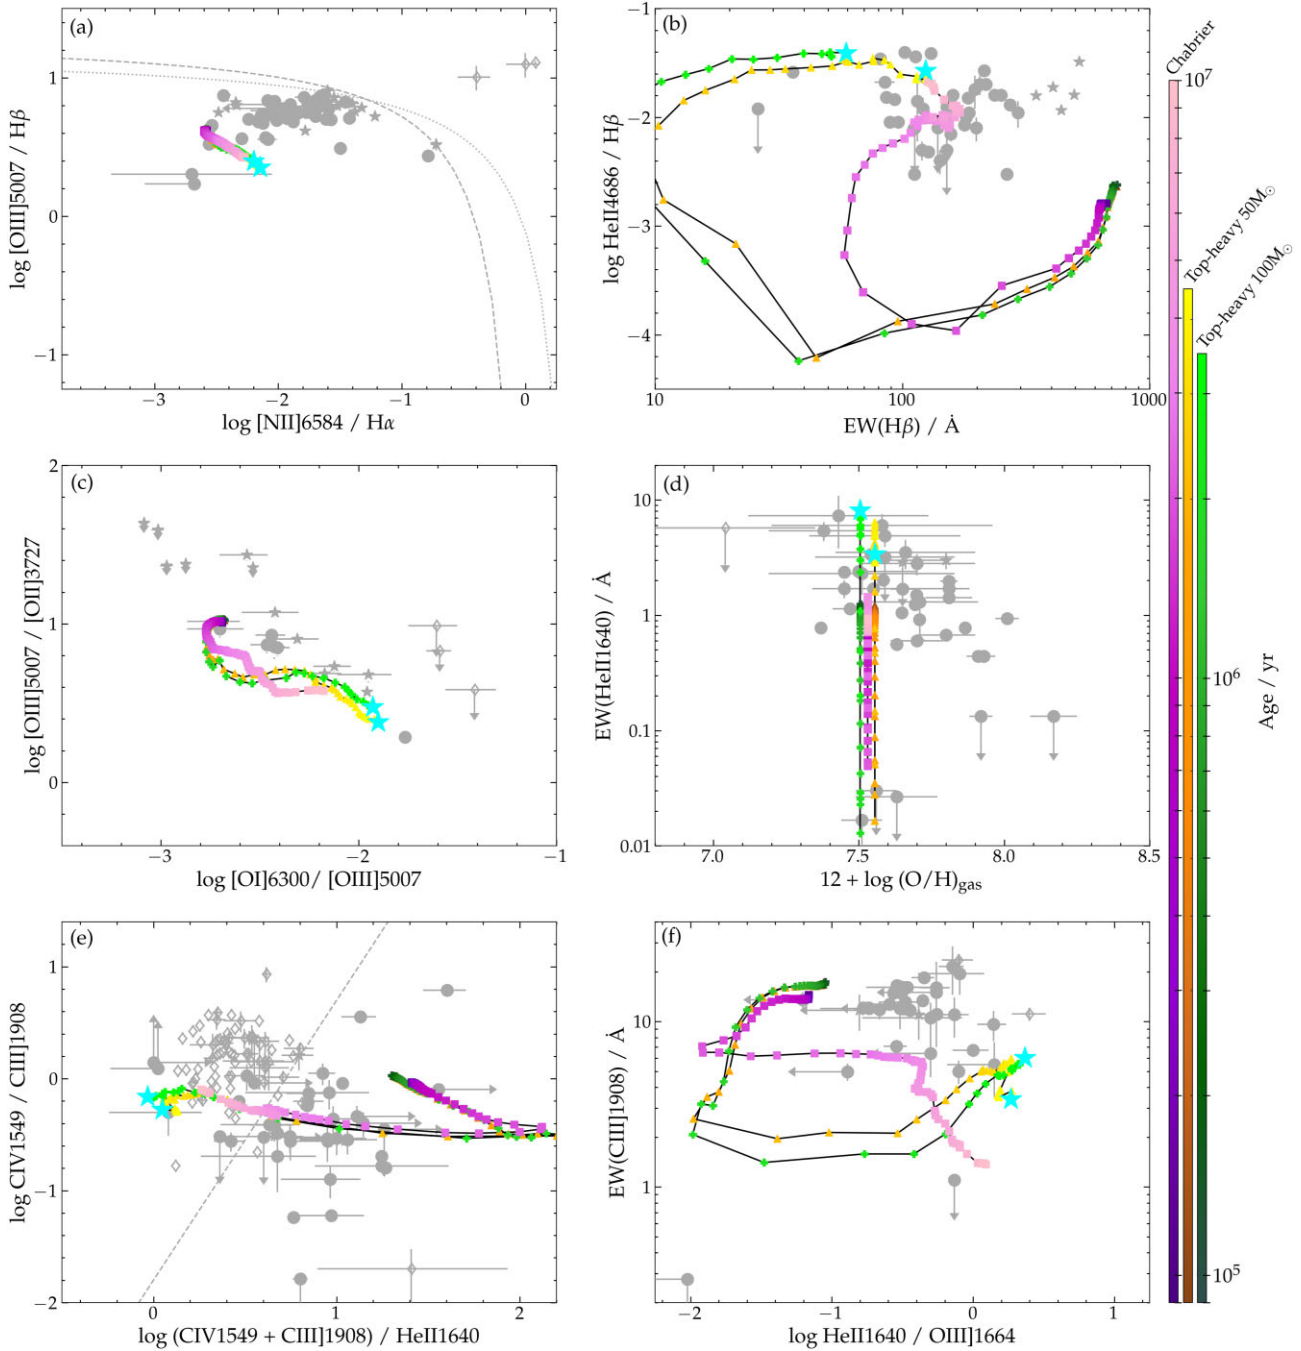 (a)
1
0
−1
−3
−2
−1
0
log [OIII]5007 / Hβ
log [NII]6584 / Hα
(b)
−1
−2
−3
−4
10
100
1000
log HeII4686 / Hβ
EW(Hβ) / Å
(c)
2
1
0
−3
−2
−1
log [OIII]5007 / [OII]3727
log [OI]6300/ [OIII]5007
(d)
10
1
0.1
0.01
7.0
7.5
8.0
8.5
EW(HeII1640) / Å
12 + log (O/H)gas
(e)
1
0
−1
−2
0
1
2
log CIV1549 / CIII]1908
log (CIV1549 + CIII]1908) / HeII1640
(f)
10
1
−2
−1
0
1
EW(CIII]1908) / Å
log HeII1640 / OIII]1664
Chabrier
Top-heavy 50M☉
Top-heavy 100M☉
10⁷
10⁶
10⁵
Age / yr